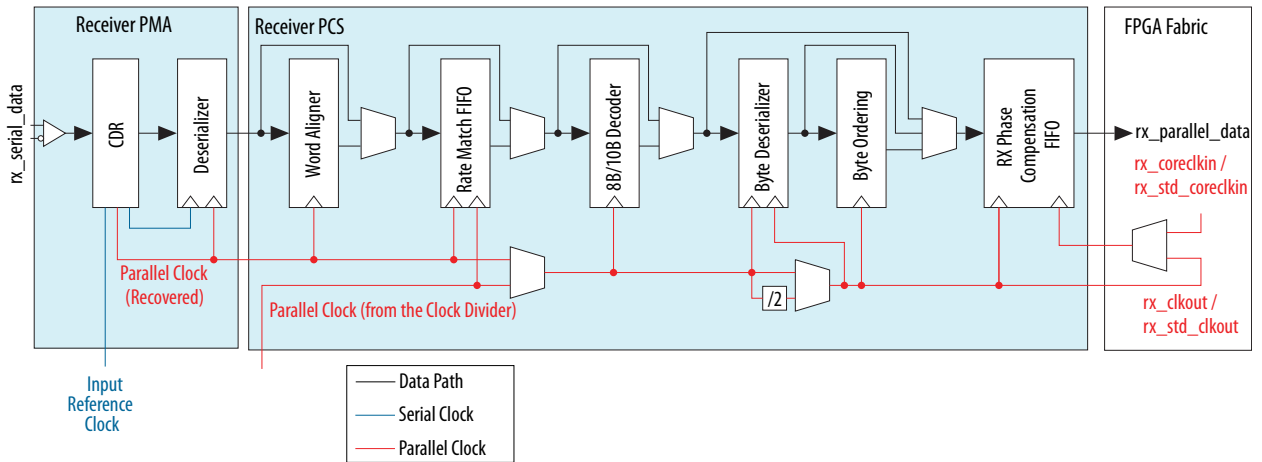 Receiver PMA
Receiver PCS
FPGA Fabric
rx_serial_data
CDR
Deserializer
Word Aligner
Rate Match FIFO
8B/10B Decoder
Byte Deserializer
Byte Ordering
RX Phase
Compensation
FIFO
rx_parallel_data
rx_coreclkin /
rx_std_coreclkin
Parallel Clock
(Recovered)
Parallel Clock (from the Clock Divider)
/2
rx_clkout /
rx_std_clkout
Input
Reference
Clock
Data Path
Serial Clock
Parallel Clock